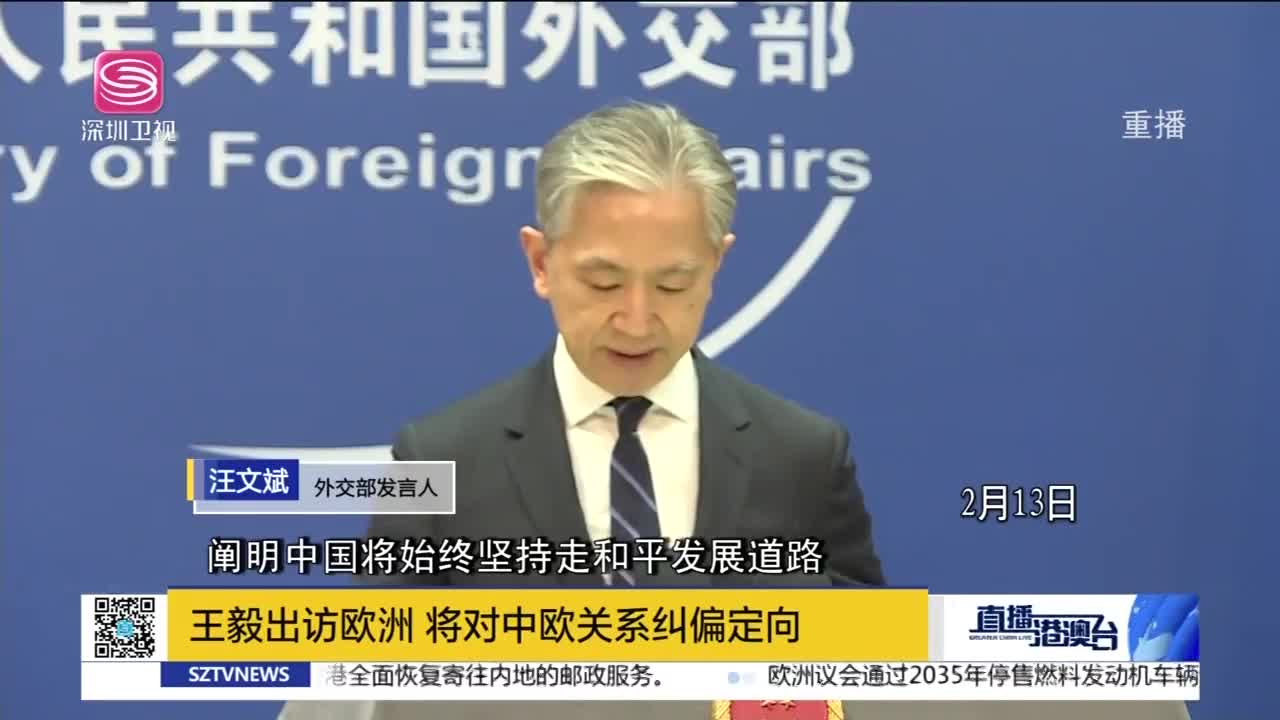 人民共和国外交部
深圳卫视
重播
ry of Foreign Affairs
汪文斌
外交部发言人
2月13日
阐明中国将始终坚持走和平发展道路
王毅出访欧洲 将对中欧关系纠偏定向
直播港澳台
GREATER CHINA LIVE
SZTVNEWS
港全面恢复寄往内地的邮政服务。
欧洲议会通过2035年停售燃料发动机车辆